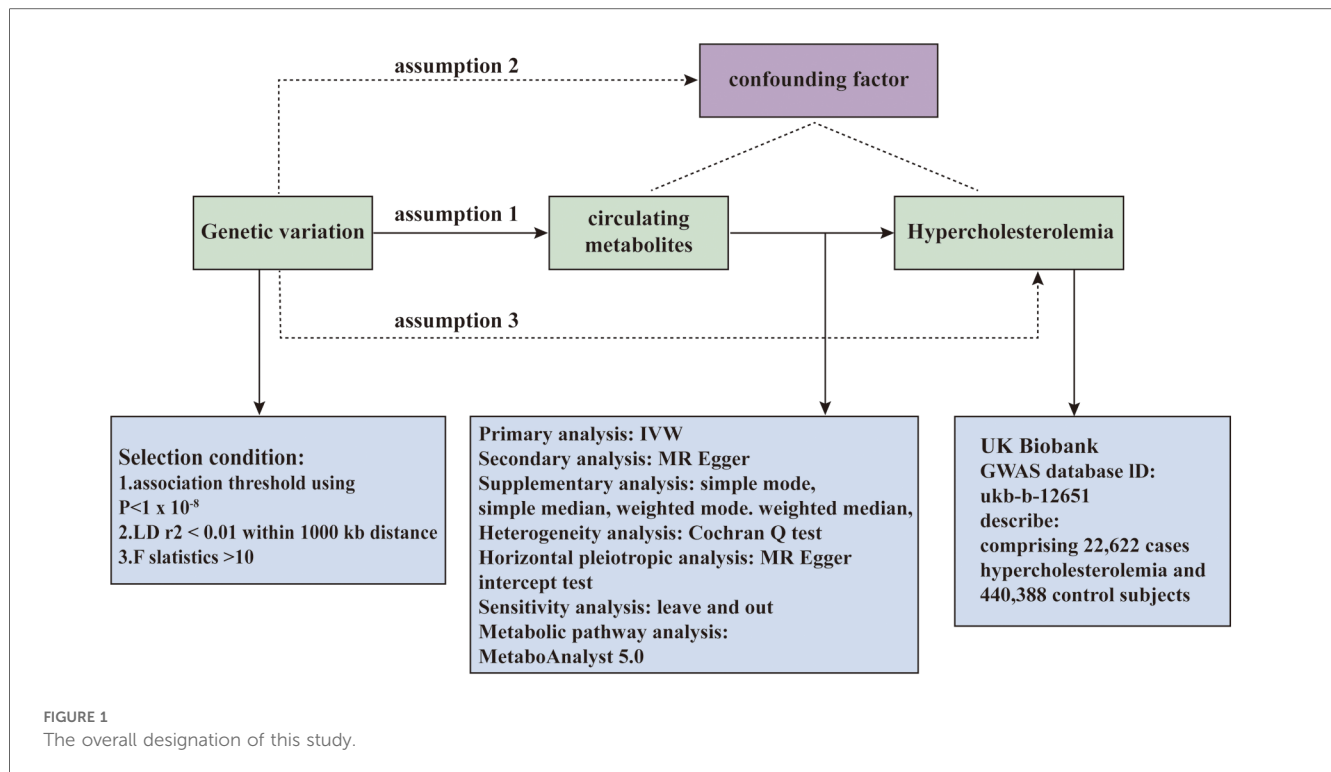 assumption 2
confounding factor
Genetic variation
assumption 1
circulating
metabolites
Hypercholesterolemia
assumption 3
Selection condition:
1.association threshold using
P<1 x 10⁻⁸
2.LD r2 < 0.01 within 1000 kb distance
3.F slatistics >10
Primary analysis: IVW
Secondary analysis: MR Egger
Supplementary analysis: simple mode,
simple median, weighted mode. weighted median,
Heterogeneity analysis: Cochran Q test
Horizontal pleiotropic analysis: MR Egger
intercept test
Sensitivity analysis: leave and out
Metabolic pathway analysis:
MetaboAnalyst 5.0
UK Biobank
GWAS database lD:
ukb-b-12651
describe:
comprising 22,622 cases
hypercholesterolemia and
440,388 control subjects
FIGURE 1
The overall designation of this study.